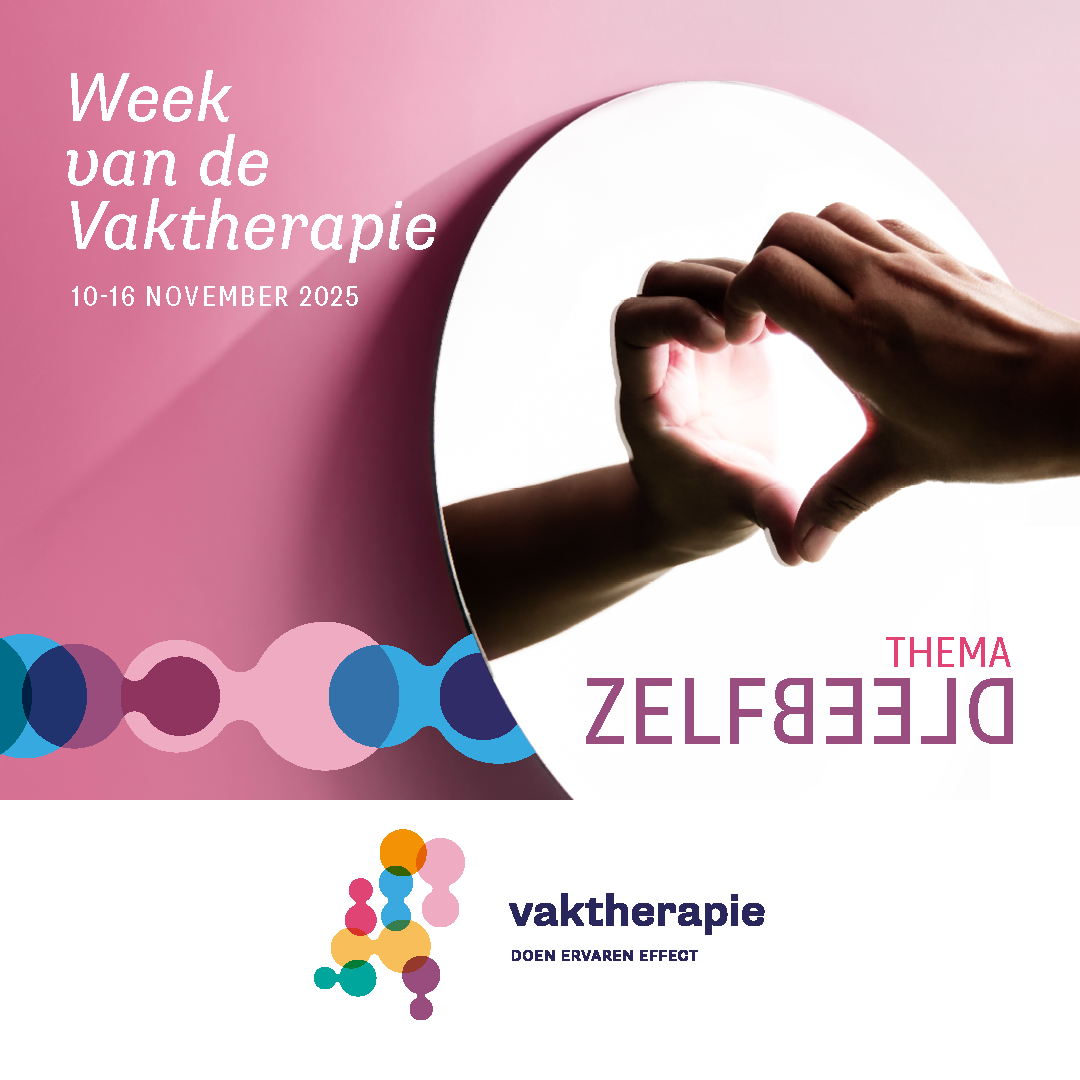 Week
van de
Vaktherapie
10-16 NOVEMBER 2025
THEMA
ZELFBEELD
vaktherapie
DOEN ERVAREN EFFECT